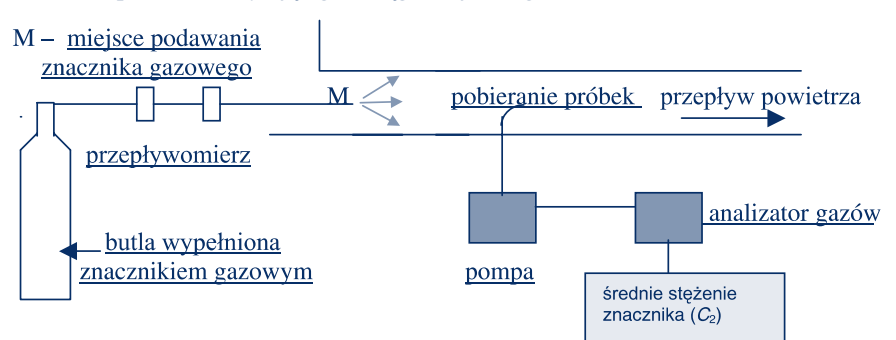 M – miejsce podawania
znacznika gazowego
M
pobieranie próbek
przepływ powietrza
przepływomierz
butla wypełniona
znacznikiem gazowym
pompa
analizator gazów
średnie stężenie
znacznika (C₂)